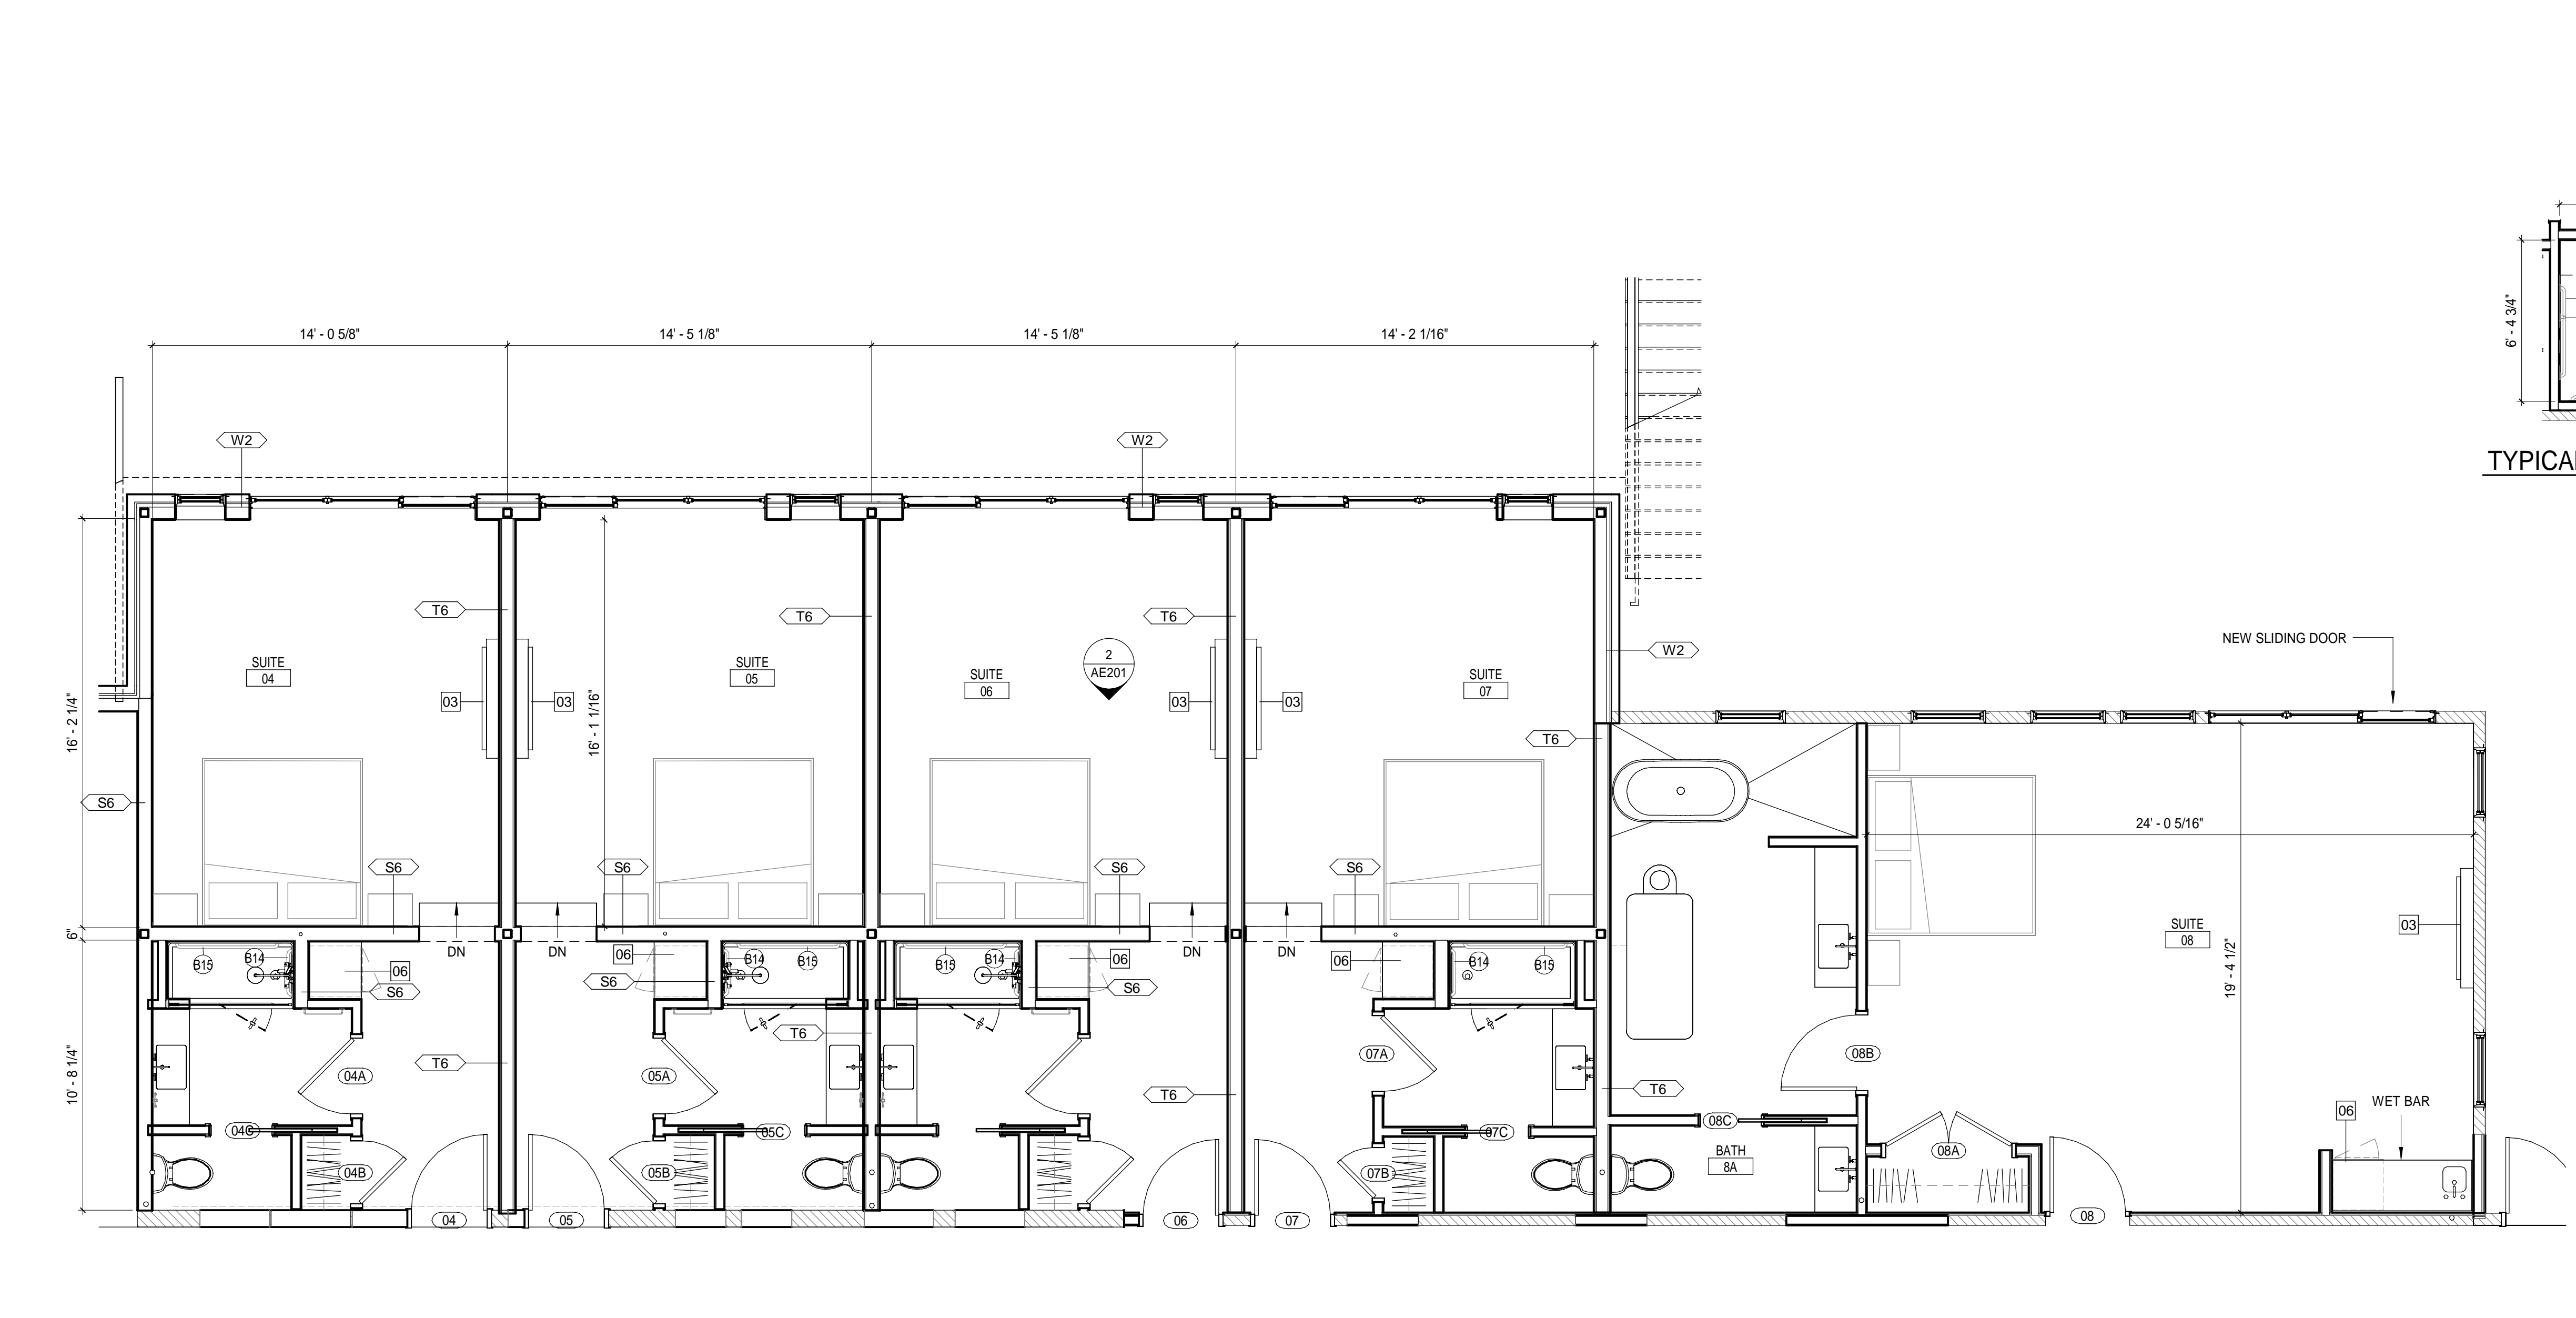 14' - 0 5/8"
14' - 5 1/8"
14' - 5 1/8"
14' - 2 1/16"
6' - 4 3/4"
W2
W2
TYPICAL
T6
T6
T6
2
AE201
NEW SLIDING DOOR
W2
SUITE
04
SUITE
05
SUITE
06
SUITE
07
03
03
03
03
16' - 2 1/4"
16' - 1 1/16"
T6
S6
24' - 0 5/16"
S6
S6
S6
S6
SUITE
08
03
6"
DN
DN
DN
DN
B15
B14
06
06
B14
B15
B15
B14
06
06
B14
B15
S6
S6
S6
19' - 4 1/2"
T6
T6
04A
05A
07A
08B
10' - 8 1/4"
T6
T6
WET BAR
06
04C
05C
07C
08C
04B
05B
07B
BATH
8A
08A
04
05
06
07
08